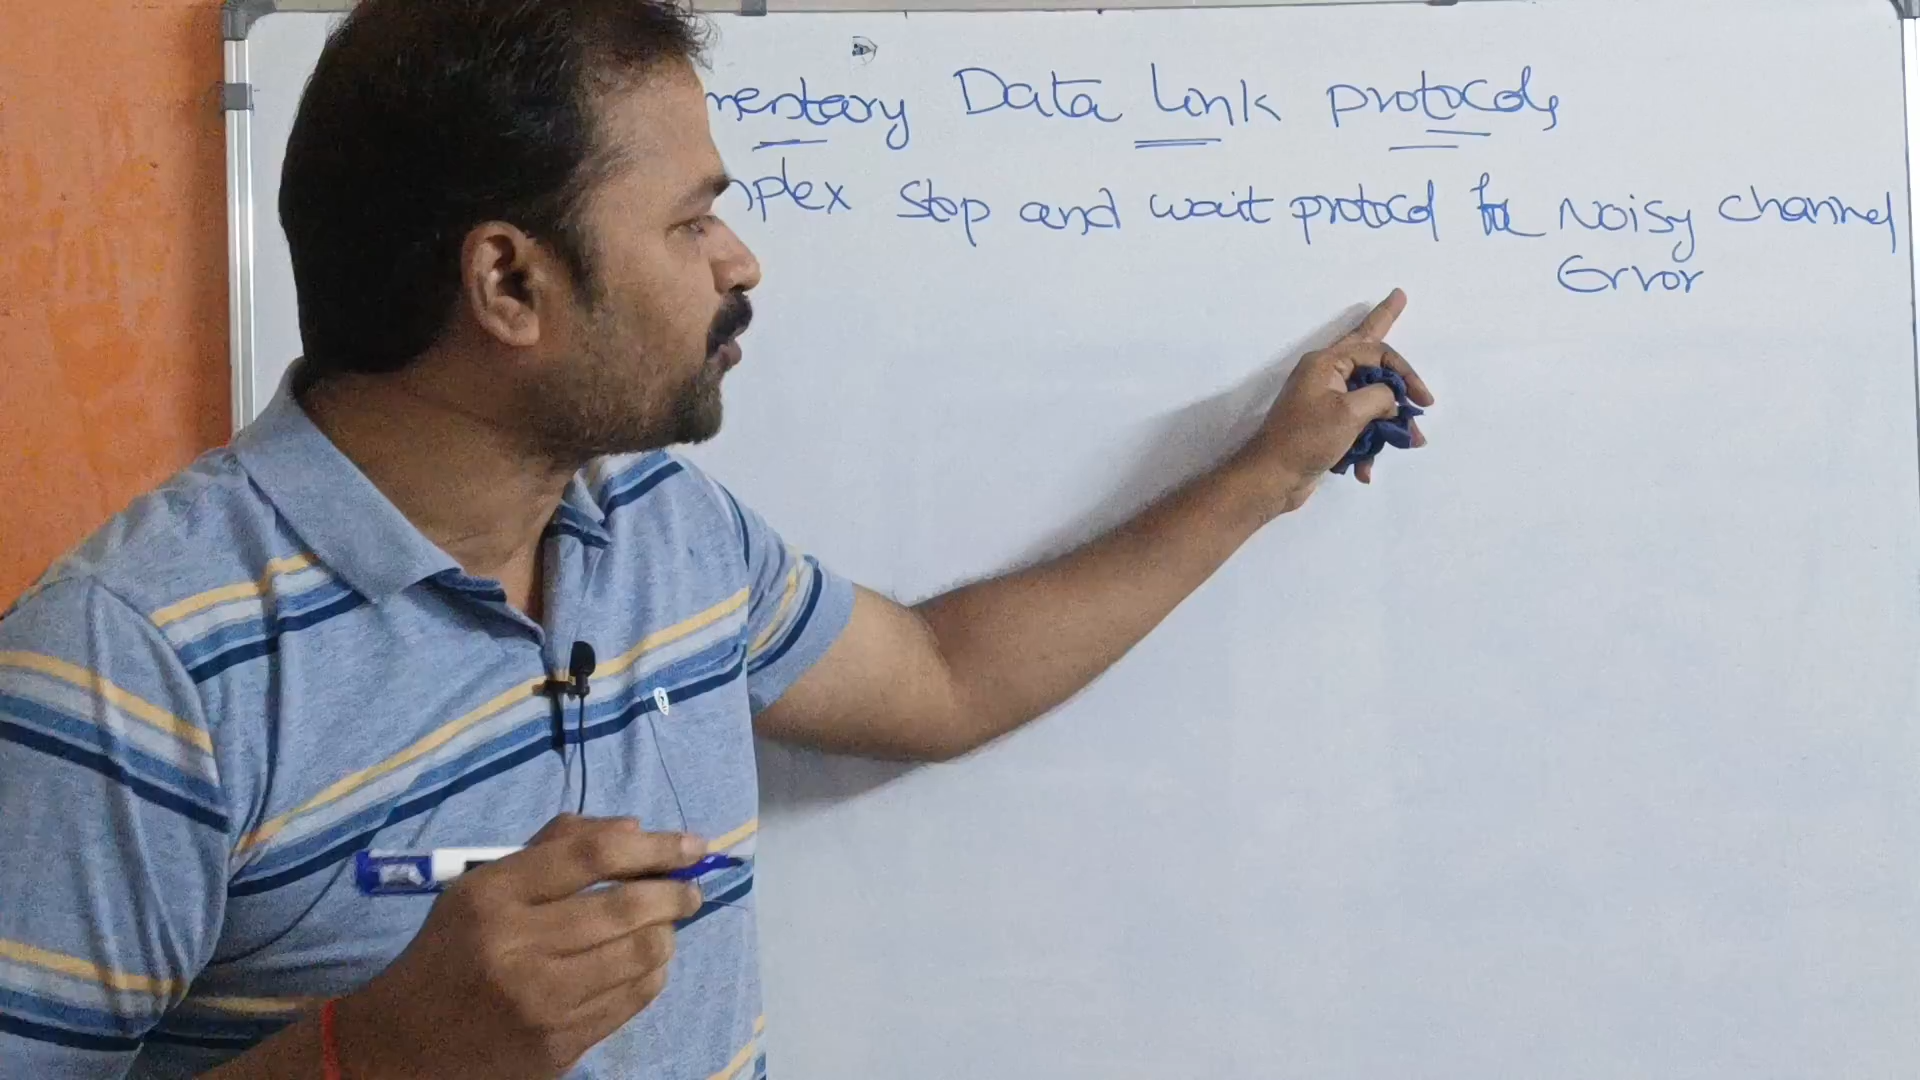 mentary Data Link protocols
mplex stop and wait protocol for Noisy channel
Error